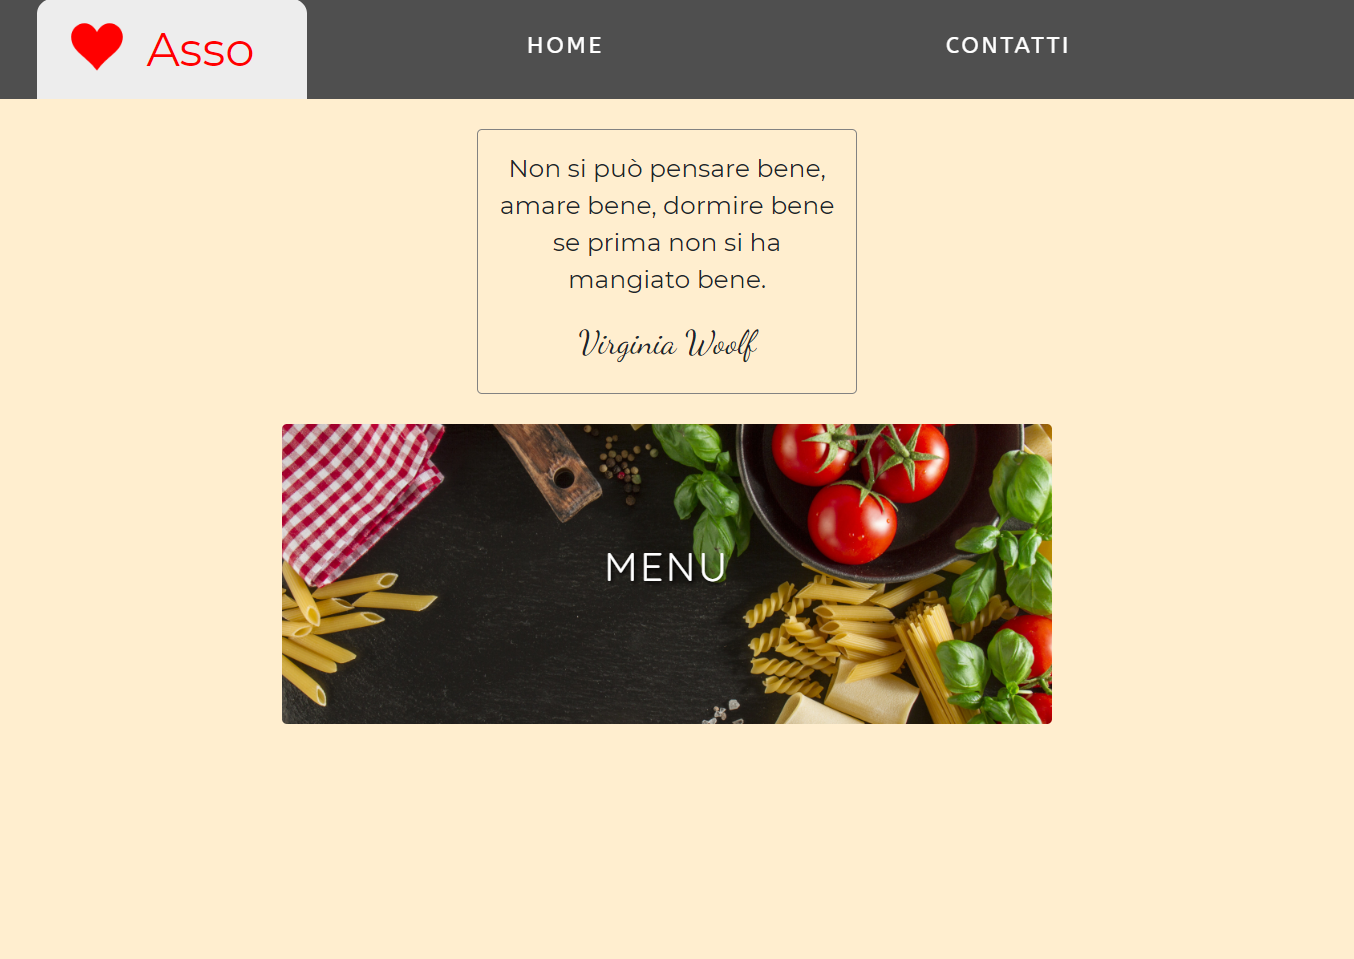 Asso
HOME
CONTATTI
Non si può pensare bene,
amare bene, dormire bene
se prima non si ha
mangiato bene.
Virginia Woolf
MENU